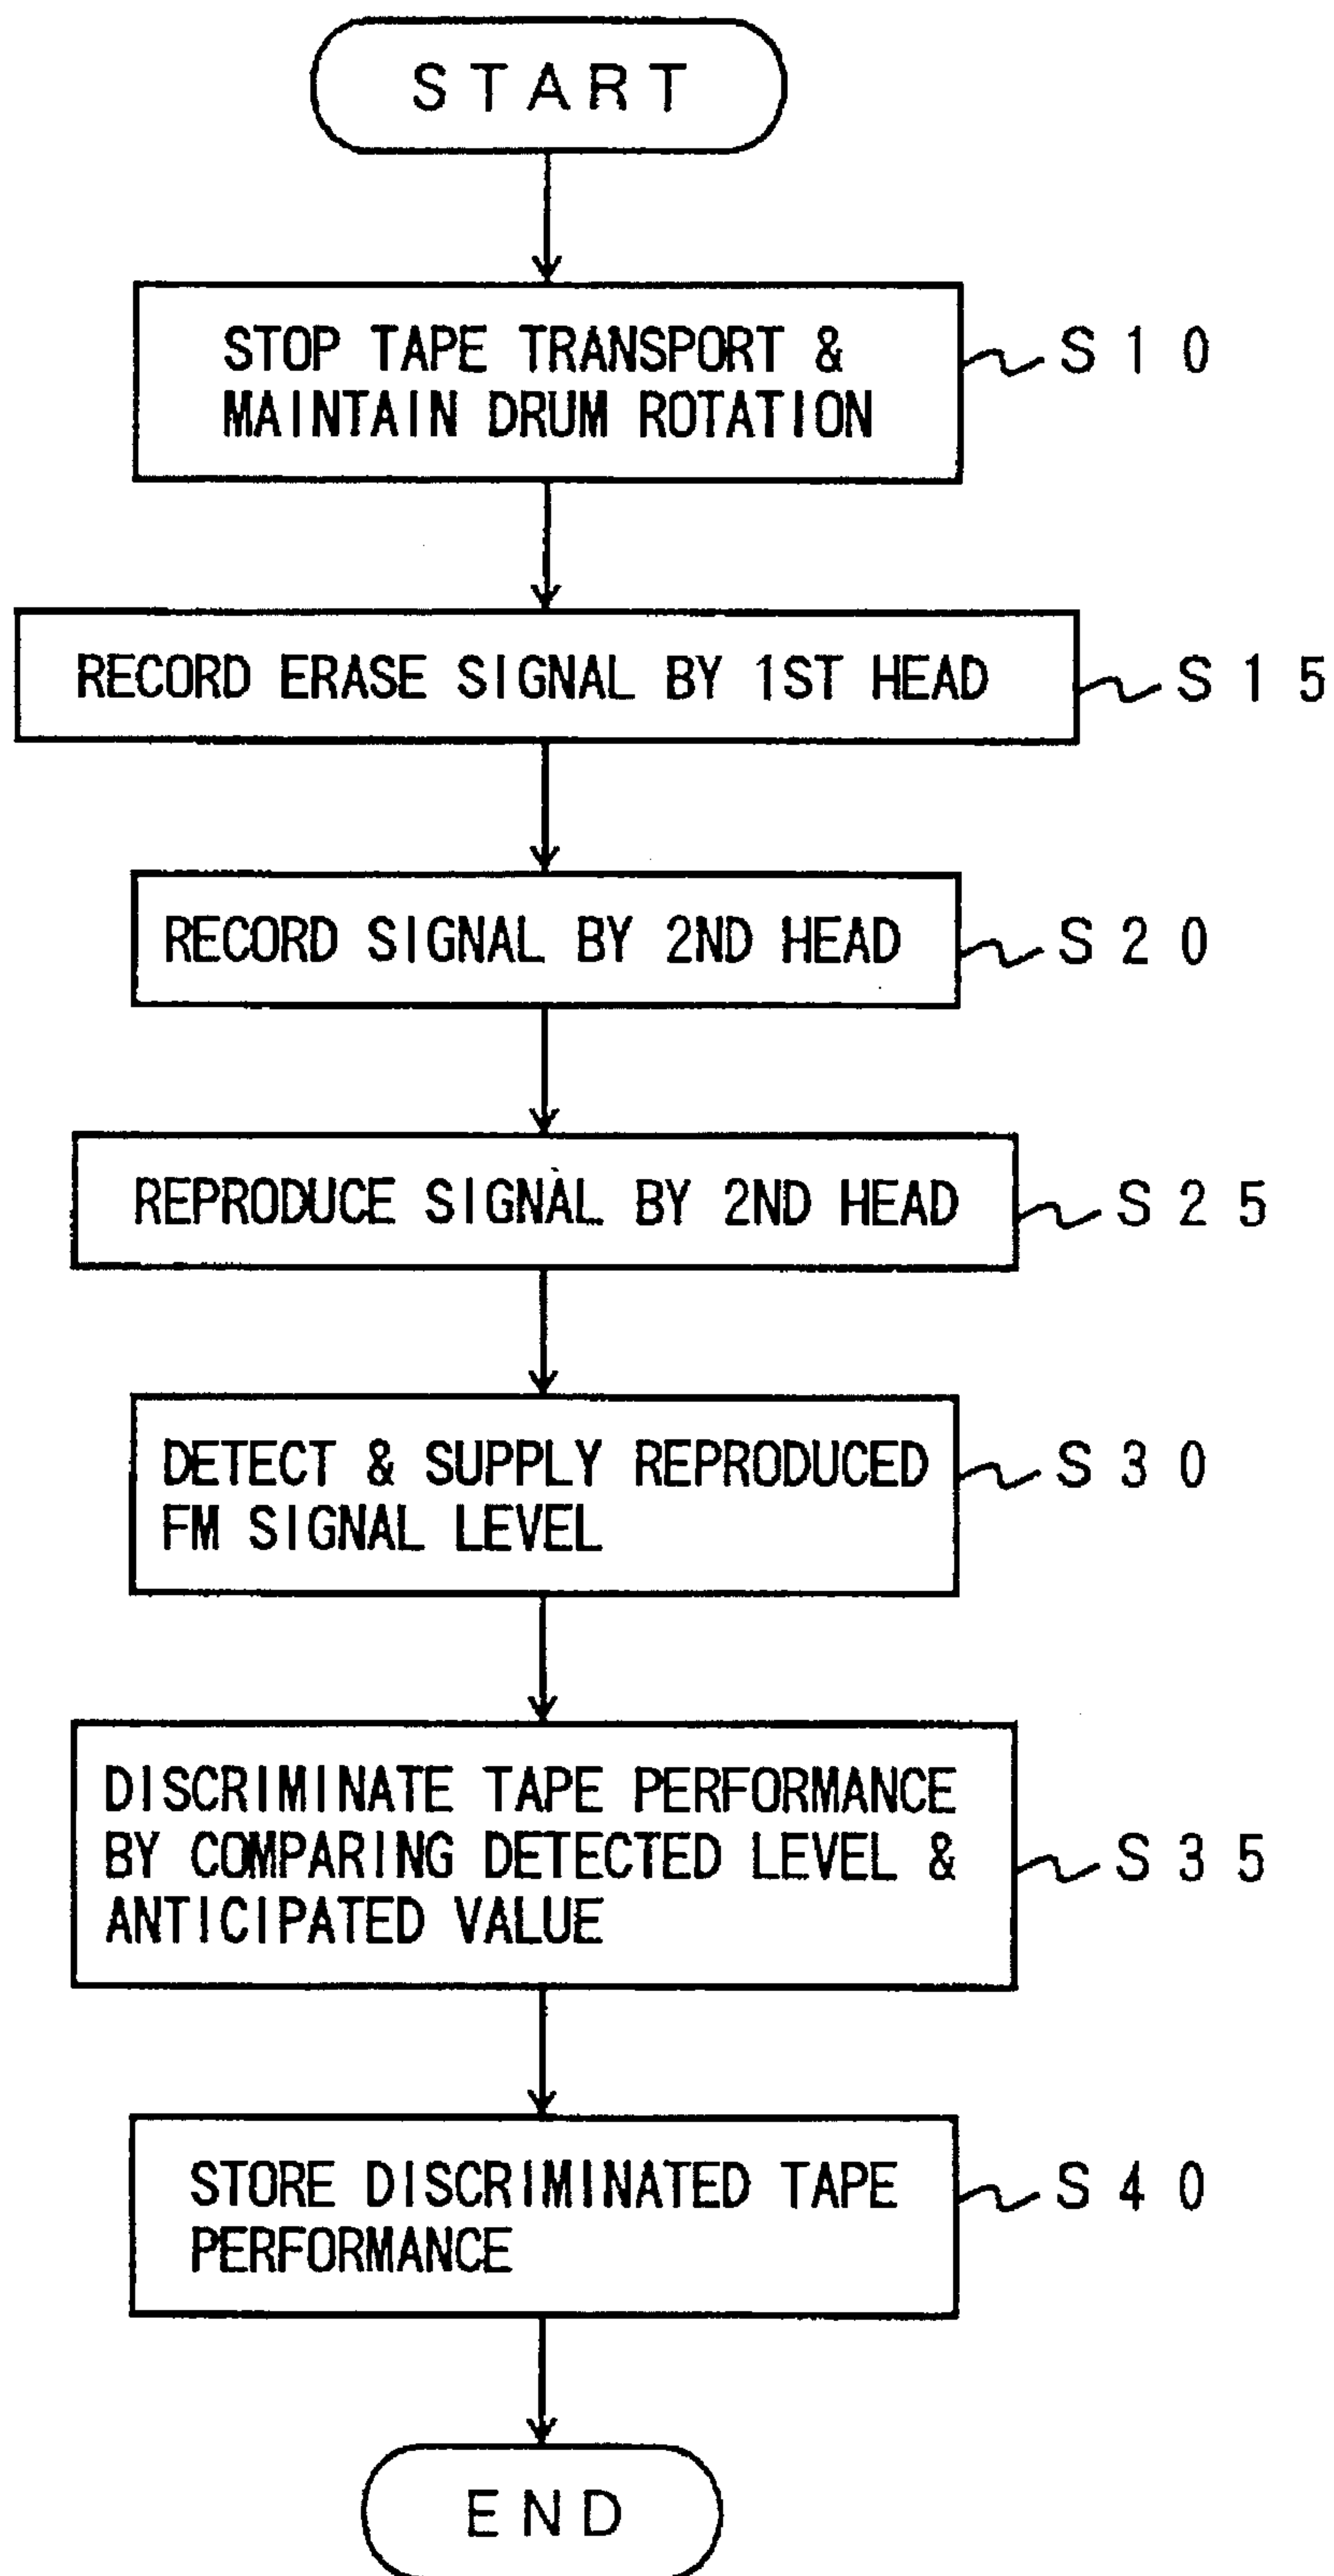 START
STOP TAPE TRANSPORT &
MAINTAIN DRUM ROTATION
S10
RECORD ERASE SIGNAL BY 1ST HEAD
S15
RECORD SIGNAL BY 2ND HEAD
S20
REPRODUCE SIGNAL BY 2ND HEAD
S25
DETECT & SUPPLY REPRODUCED
FM SIGNAL LEVEL
S30
DISCRIMINATE TAPE PERFORMANCE
BY COMPARING DETECTED LEVEL &
ANTICIPATED VALUE
S35
STORE DISCRIMINATED TAPE
PERFORMANCE
S40
END